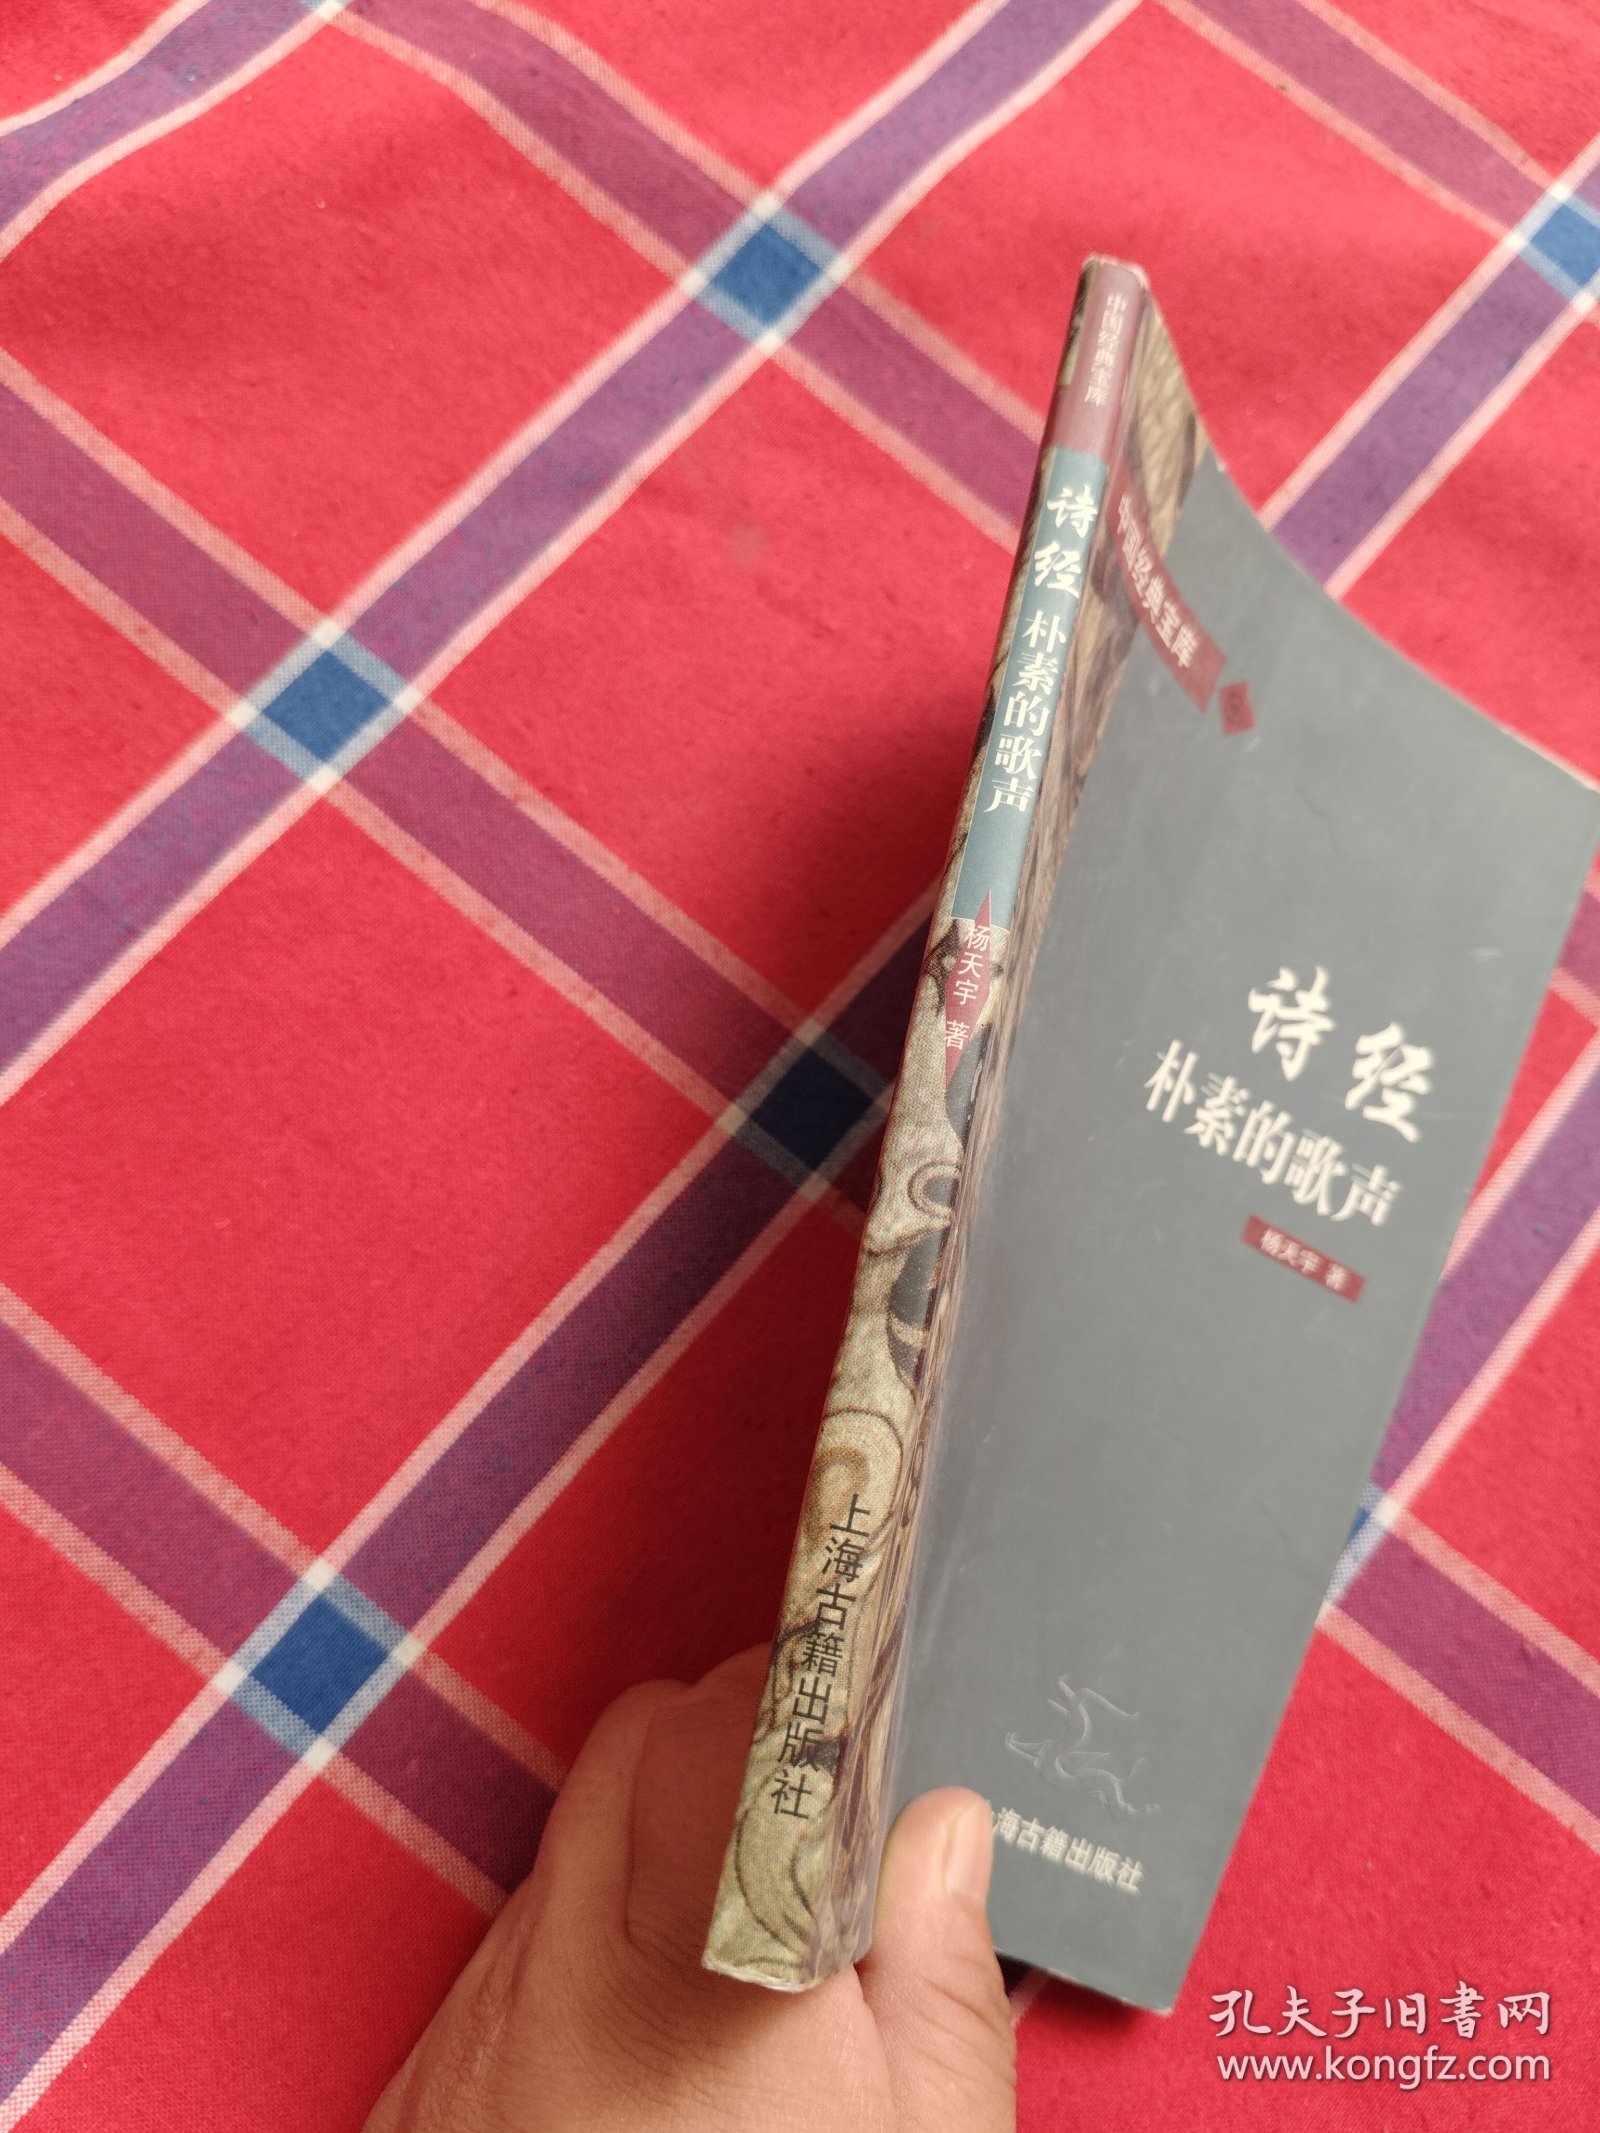 中国经典宝库
诗经
朴素的歌声
杨天宇 著
上海古籍出版社
中国经典宝库
诗经
朴素的歌声
杨天宇 著
海古籍出版社
孔夫子旧书网
www.kongfz.com